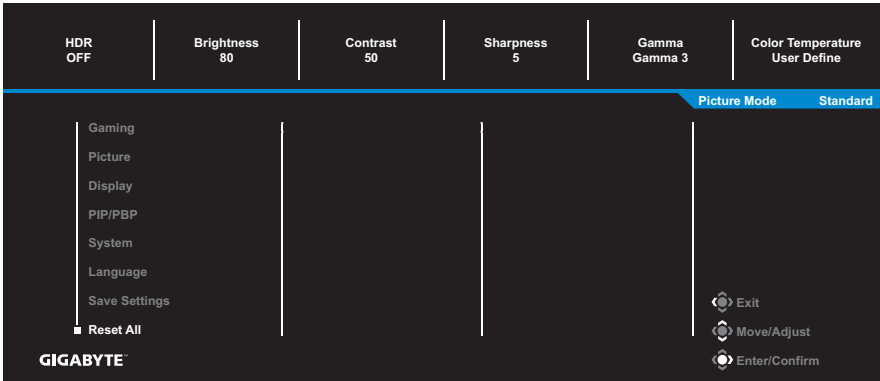 HDR Brightness Contrast Sharpness Gamma Color Temperature
OFF 80 50 5 Gamma 3 User Define
Picture Mode Standard
Gaming
Picture
Display
PIP/PBP
System
Language
Save Settings
Exit
Reset All
Move/Adjust
GIGABYTE™
Enter/Confirm